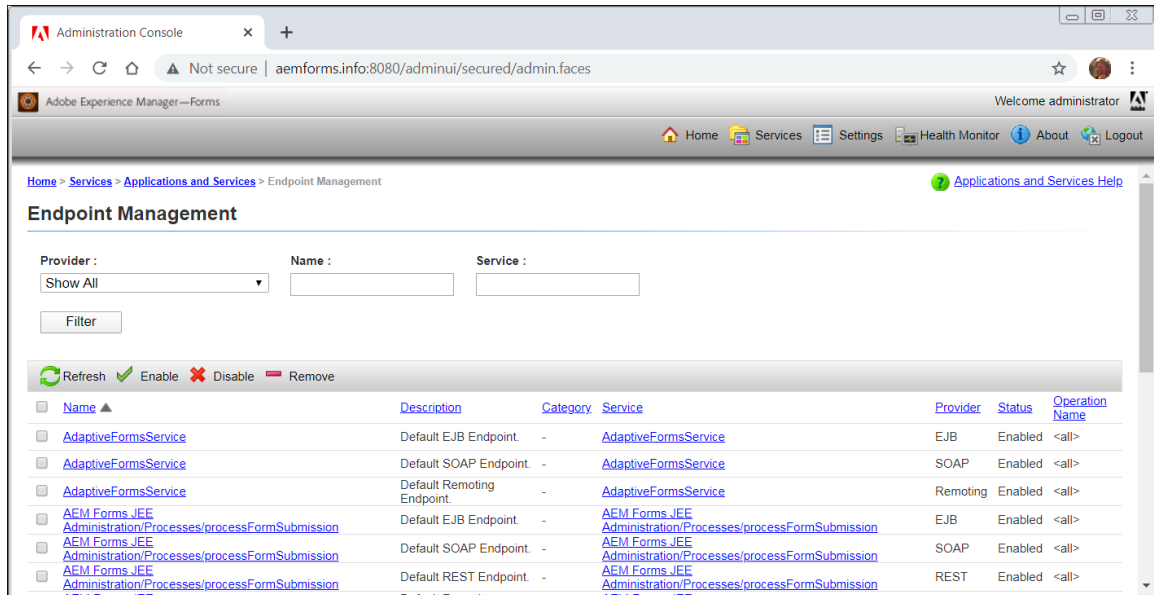 Administration Console
Not secure | aemforms.info:8080/adminui/secured/admin.faces
Adobe Experience Manager—Forms Welcome administrator
Home Services Settings Health Monitor About Logout
Home > Services > Applications and Services > Endpoint Management Applications and Services Help
Endpoint Management
Provider : Name : Service :
Show All
Filter
Refresh Enable Disable Remove
Name Description Category Service Provider Status Operation Name
AdaptiveFormsService Default EJB Endpoint. - AdaptiveFormsService EJB Enabled <all>
AdaptiveFormsService Default SOAP Endpoint. - AdaptiveFormsService SOAP Enabled <all>
AdaptiveFormsService Default Remoting Endpoint. - AdaptiveFormsService Remoting Enabled <all>
AEM Forms JEE Administration/Processes/processFormSubmission Default EJB Endpoint. - AEM Forms JEE Administration/Processes/processFormSubmission EJB Enabled <all>
AEM Forms JEE Administration/Processes/processFormSubmission Default SOAP Endpoint. - AEM Forms JEE Administration/Processes/processFormSubmission SOAP Enabled <all>
AEM Forms JEE Administration/Processes/processFormSubmission Default REST Endpoint. - AEM Forms JEE Administration/Processes/processFormSubmission REST Enabled <all>